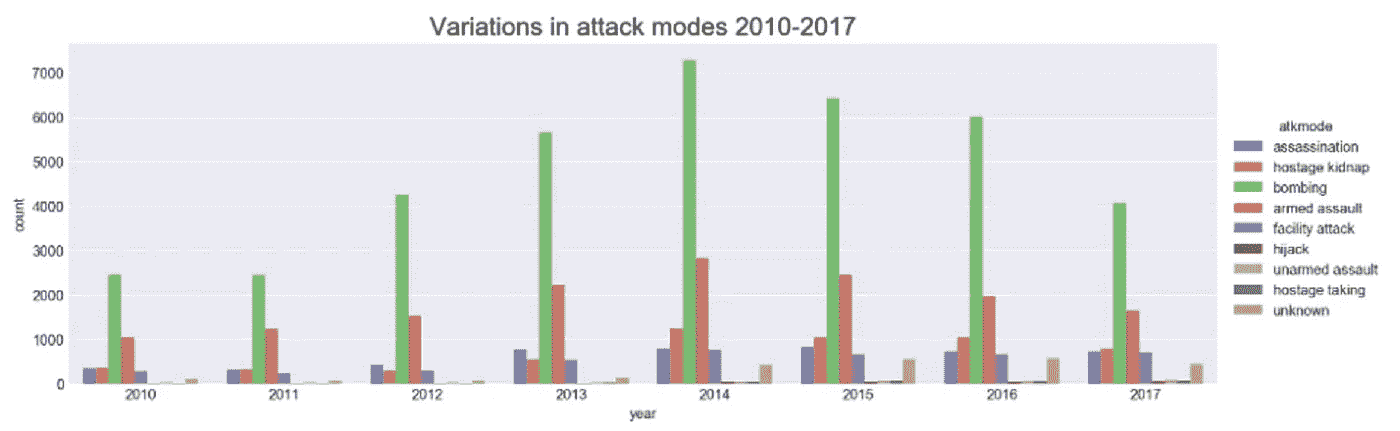 Variations in attack modes 2010-2017
7000
6000
5000
4000
3000
2000
1000
0
count
2010 2011 2012 2013 2014 2015 2016 2017
year
atkmode
assassination
hostage kidnap
bombing
armed assault
facility attack
hijack
unarmed assault
hostage taking
unknown